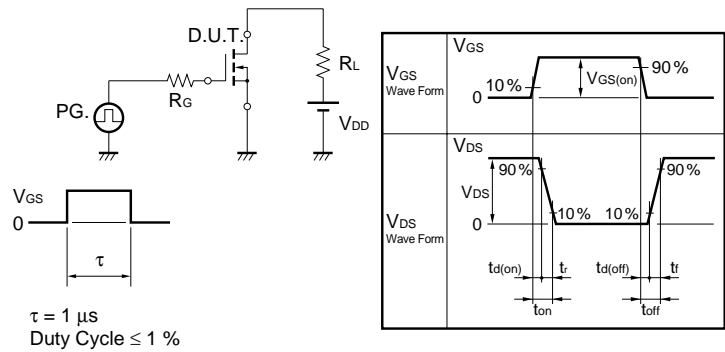 D.U.T.
RL
RG
PG.
VDD
VGS
0
τ
τ = 1 μs
Duty Cycle ≤ 1 %
VGS
Wave Form
VGS
10 %
0
VGS(on)
90 %
VDS
Wave Form
VDS
90 %
VDS
0
10 %
10 %
90 %
td(on)
tr
td(off)
tf
ton
toff